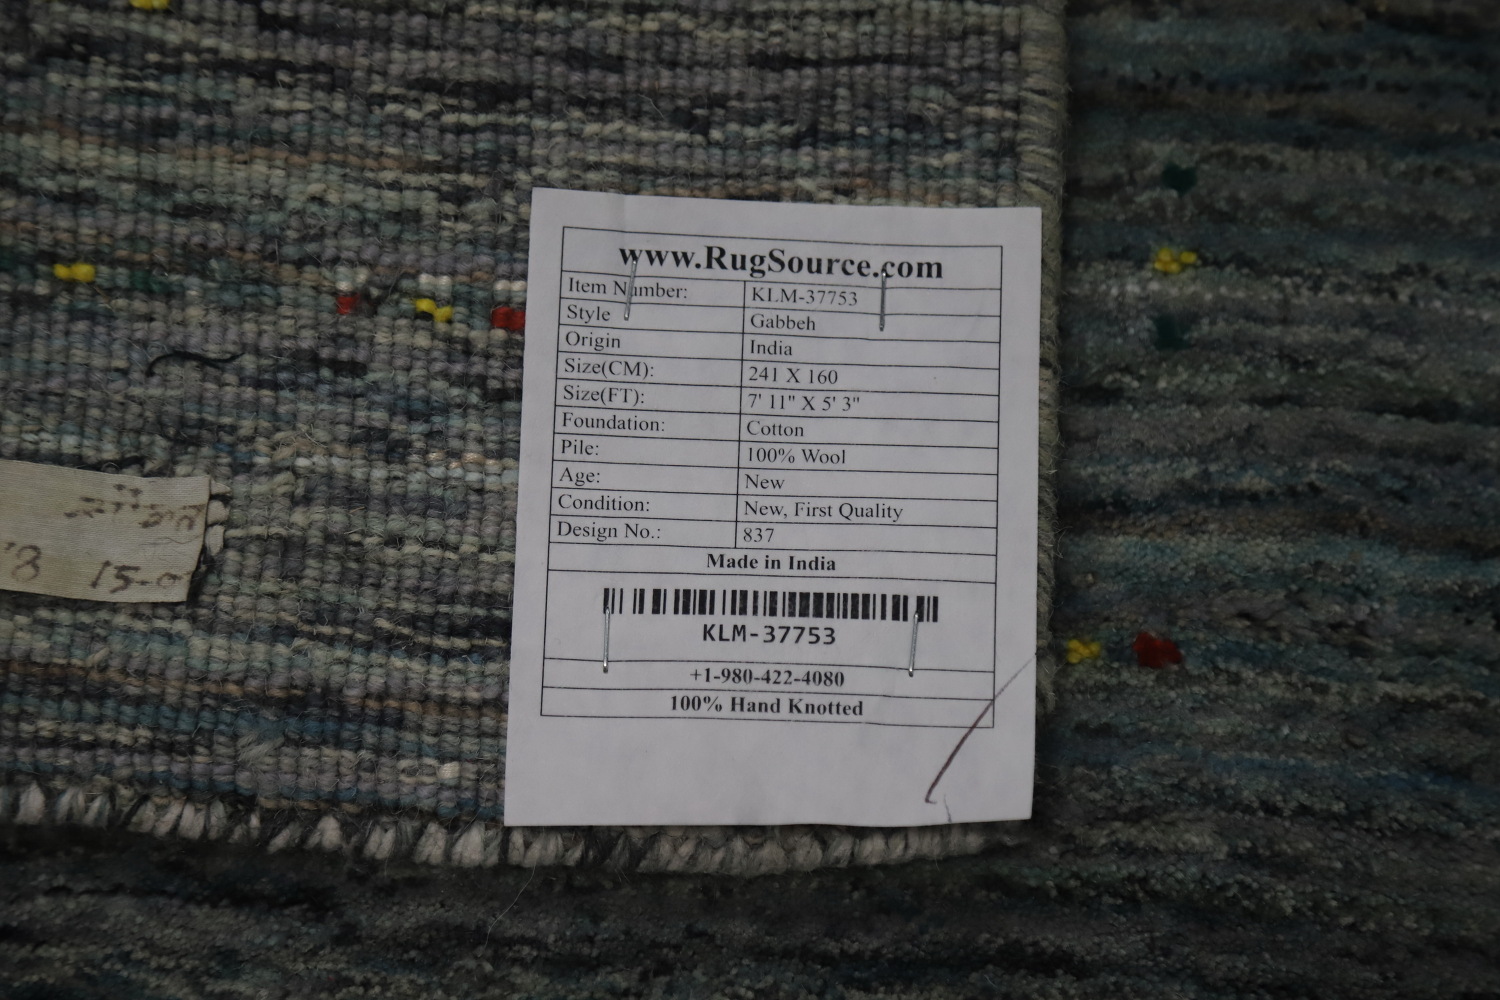 www.RugSource.com
Item Number: KLM-37753
Style Gabbeh
Origin India
Size(CM): 241 X 160
Size(FT): 7' 11" X 5' 3"
Foundation: Cotton
Pile: 100% Wool
Age: New
Condition: New, First Quality
Design No.: 837
Made in India
KLM-37753
+1-980-422-4080
100% Hand Knotted